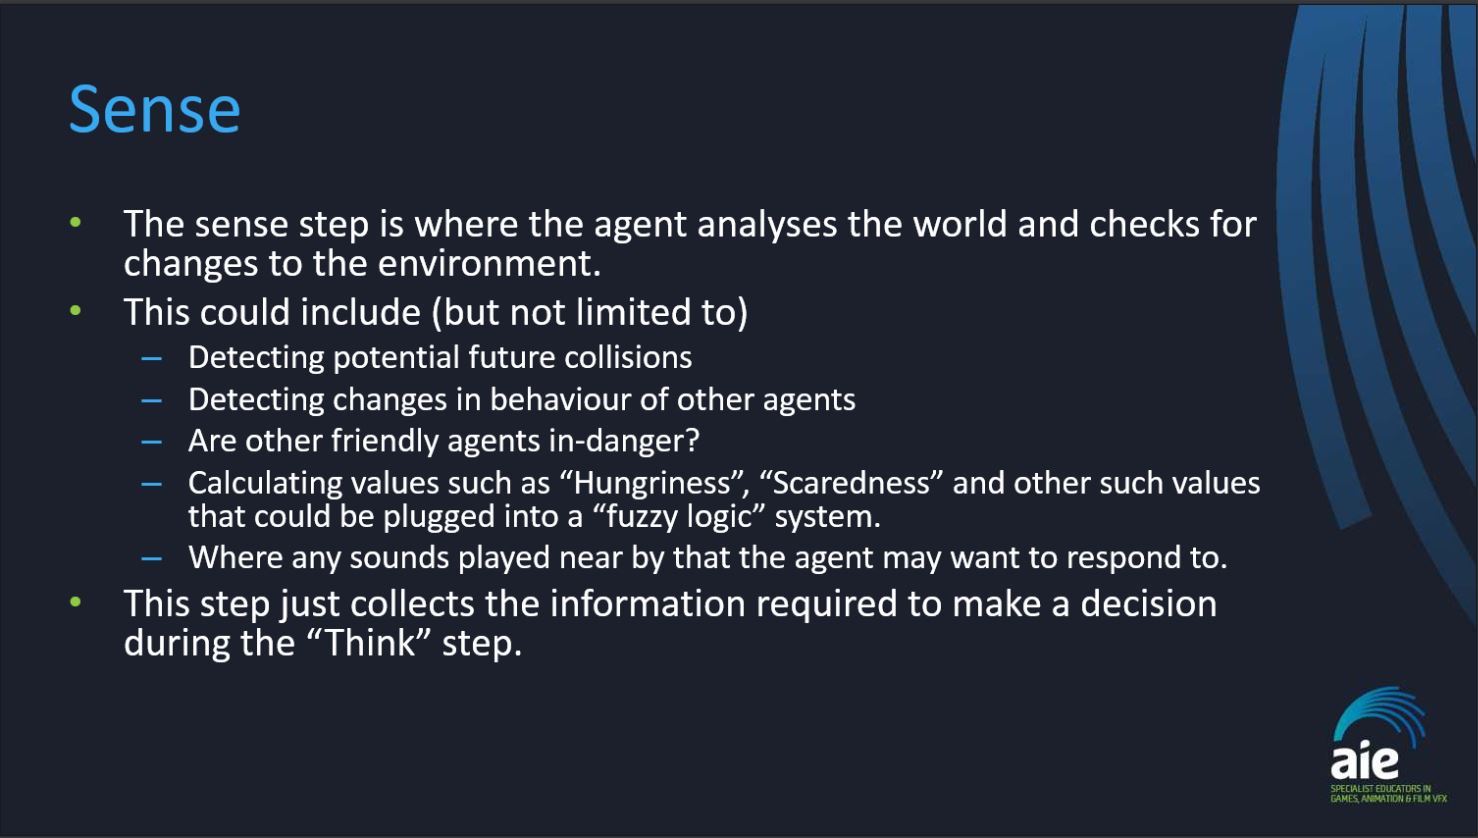 Sense
• The sense step is where the agent analyses the world and checks for
changes to the environment.
• This could include (but not limited to)
– Detecting potential future collisions
– Detecting changes in behaviour of other agents
– Are other friendly agents in-danger?
– Calculating values such as “Hungriness”, “Scaredness” and other such values
that could be plugged into a “fuzzy logic” system.
– Where any sounds played near by that the agent may want to respond to.
• This step just collects the information required to make a decision
during the “Think” step.
aie
SPECIALIST EDUCATORS IN
GAMES, ANIMATION & FILM VFX